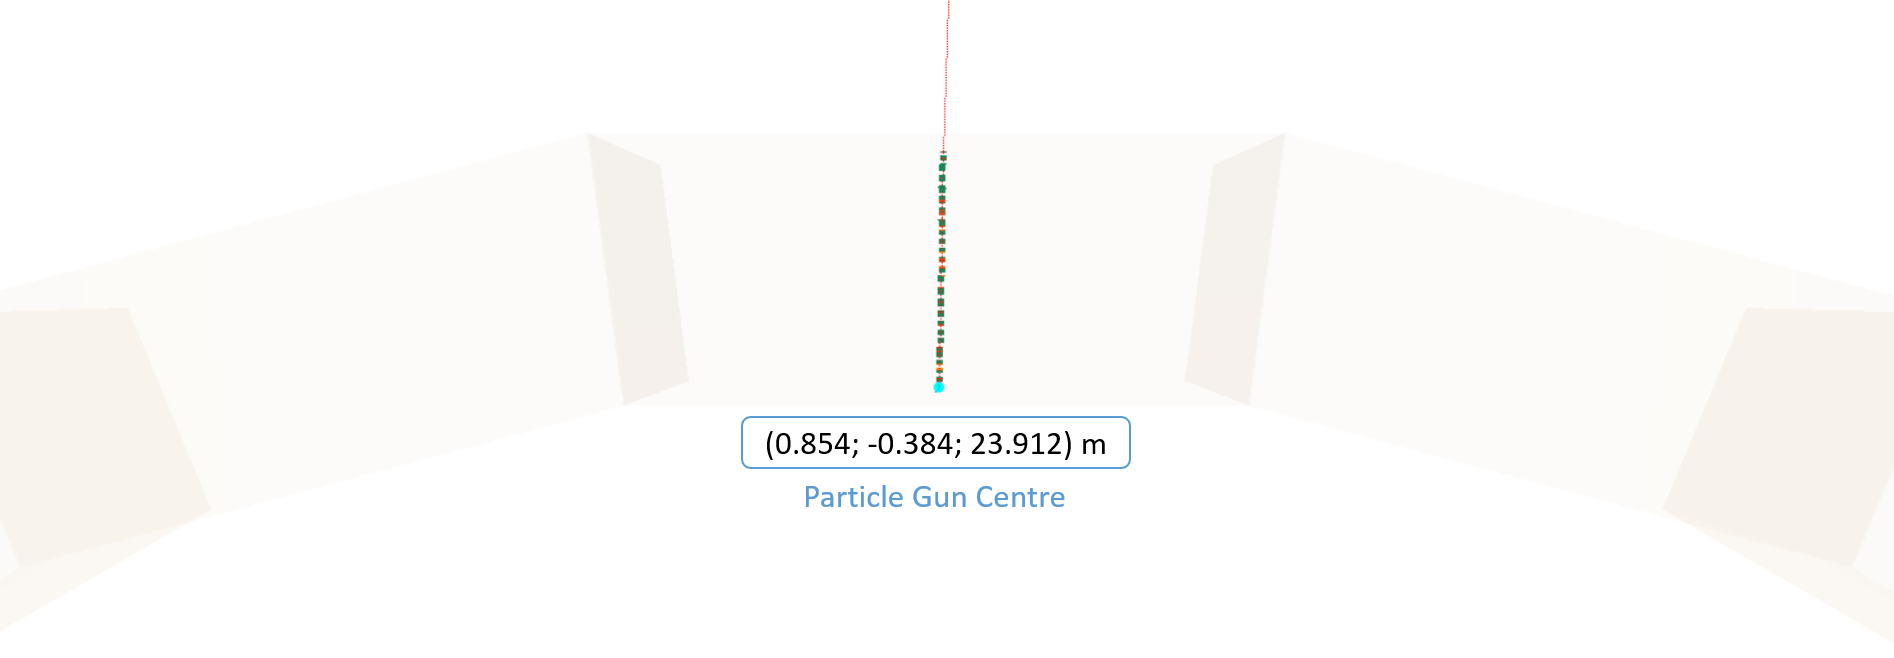 (0.854; -0.384; 23.912) m
Particle Gun Centre